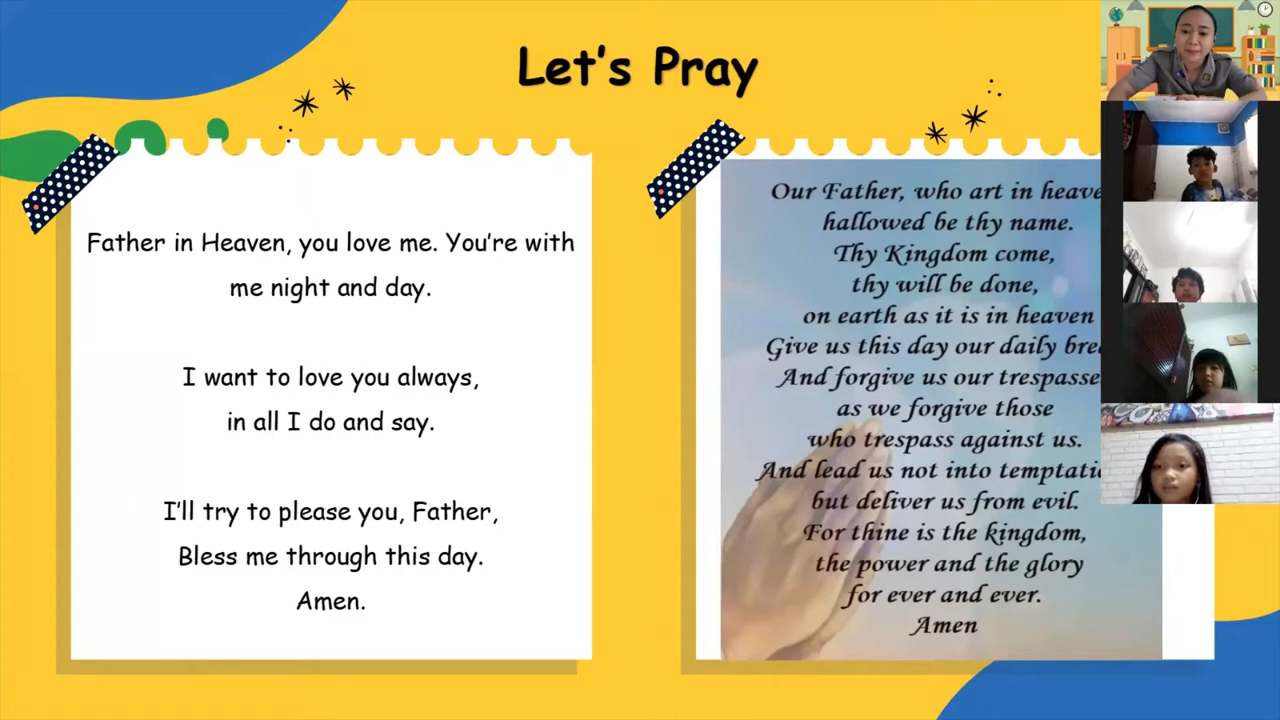 Let's Pray
Father in Heaven, you love me. You're with
me night and day.
I want to love you always,
in all I do and say.
I'll try to please you, Father,
Bless me through this day.
Amen.
Our Father, who art in heave
hallowed be thy name.
Thy Kingdom come,
thy will be done,
on earth as it is in heaven
Give us this day our daily bre
And forgive us our trespasse
as we forgive those
who trespass against us.
And lead us not into temptati
but deliver us from evil.
For thine is the kingdom,
the power and the glory
for ever and ever.
Amen